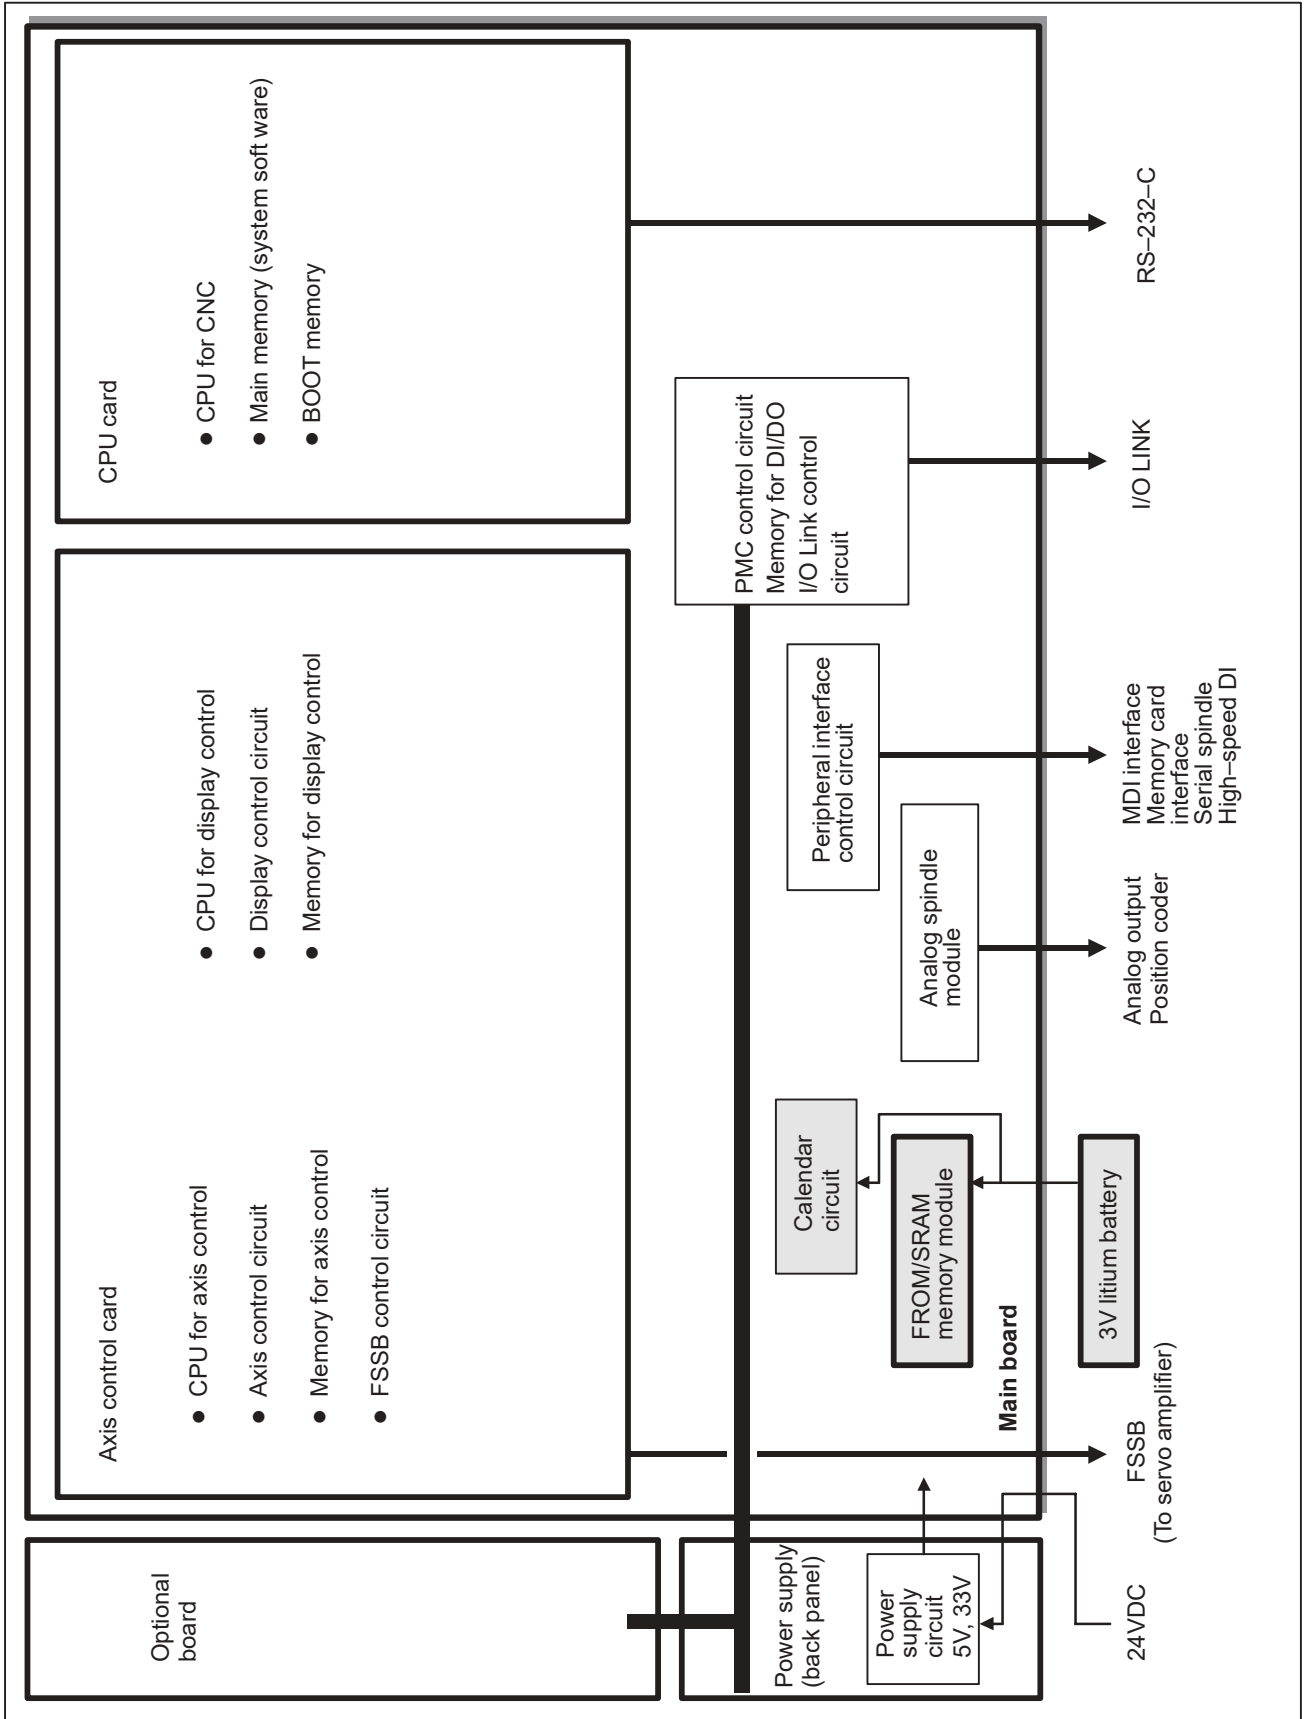 Optional
board
Power supply
(back panel)
Power
supply
circuit
5V, 33V
24VDC
Axis control card
● CPU for axis control
● Axis control circuit
● Memory for axis control
● FSSB control circuit
● CPU for display control
● Display control circuit
● Memory for display control
CPU card
● CPU for CNC
● Main memory (system soft ware)
● BOOT memory
PMC control circuit
Memory for DI/DO
I/O Link control
circuit
Peripheral interface
control circuit
Analog spindle
module
Calendar
circuit
FROM/SRAM
memory module
Main board
3V litium battery
FSSB
(To servo amplifier)
Analog output
Position coder
MDI interface
Memory card
interface
Serial spindle
High–speed DI
I/O LINK
RS–232–C